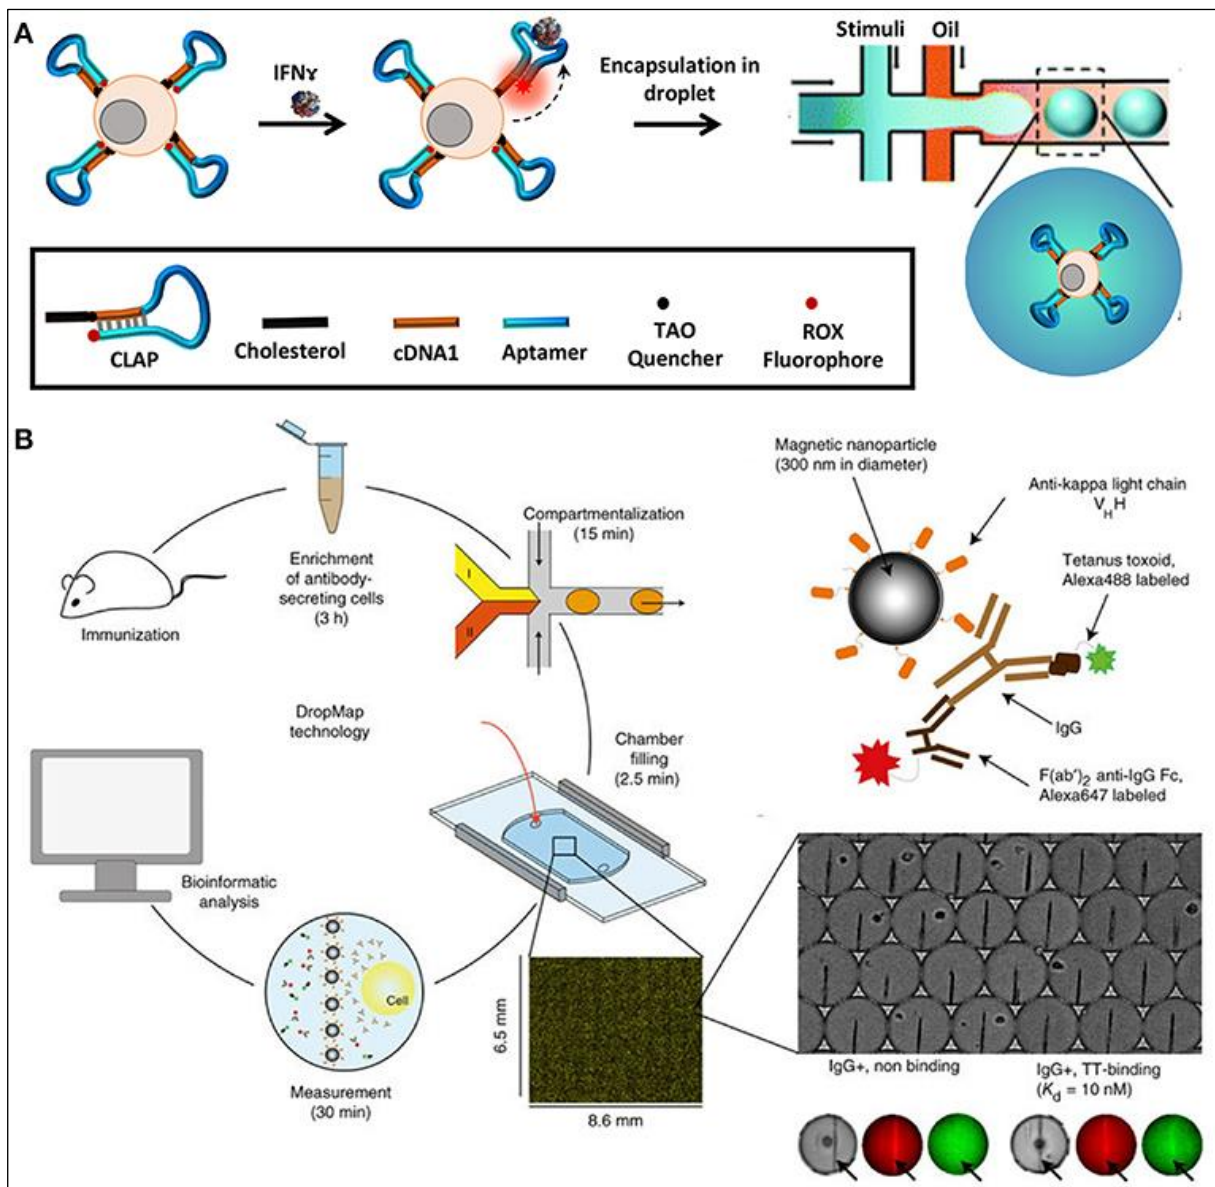 A
IFNɤ
Encapsulation in
droplet
Stimuli
Oil
CLAP
Cholesterol
cDNA1
Aptamer
TAO
Quencher
ROX
Fluorophore
B
Immunization
Enrichment
of antibody-
secreting cells
(3 h)
Compartmentalization
(15 min)
I
II
DropMap
technology
Chamber
filling
(2.5 min)
Bioinformatic
analysis
Cell
Measurement
(30 min)
6.5 mm
8.6 mm
Magnetic nanoparticle
(300 nm in diameter)
Anti-kappa light chain
VHH
Tetanus toxoid,
Alexa488 labeled
IgG
F(ab')2 anti-IgG Fc,
Alexa647 labeled
IgG+, non binding
IgG+, TT-binding
(Kd = 10 nM)